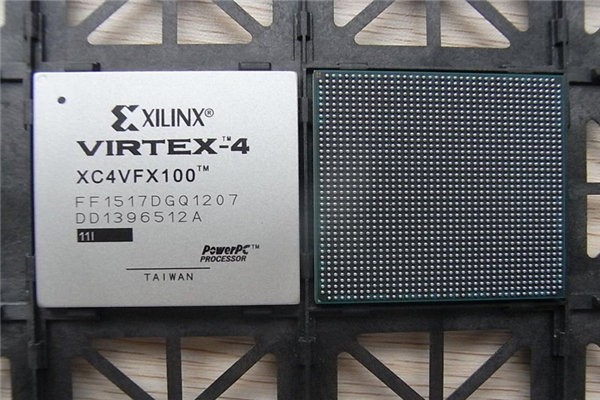 XILINX®
VIRTEX™-4
XC4VFX100™
FF1517DGQ1207
DD1396512A
11I
PowerPC™
PROCESSOR
TAIWAN